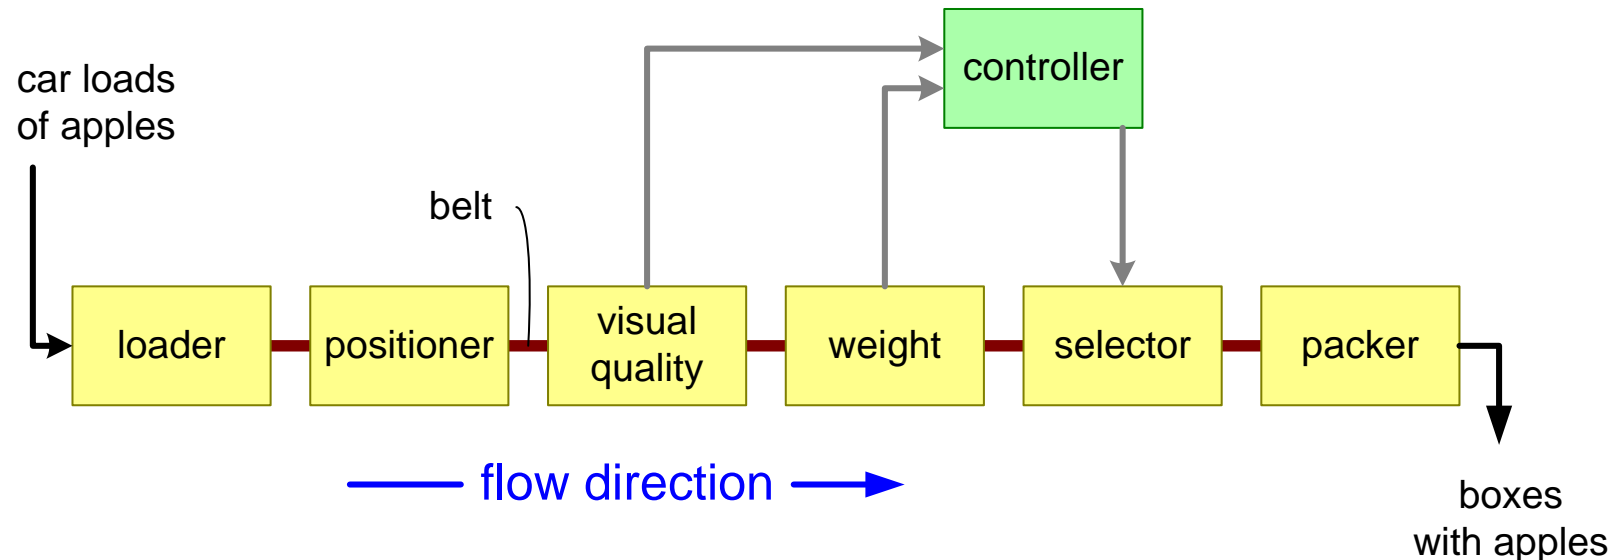 controller
car loads
of apples
belt
loader
positioner
visual
quality
weight
selector
packer
flow direction
boxes
with apples